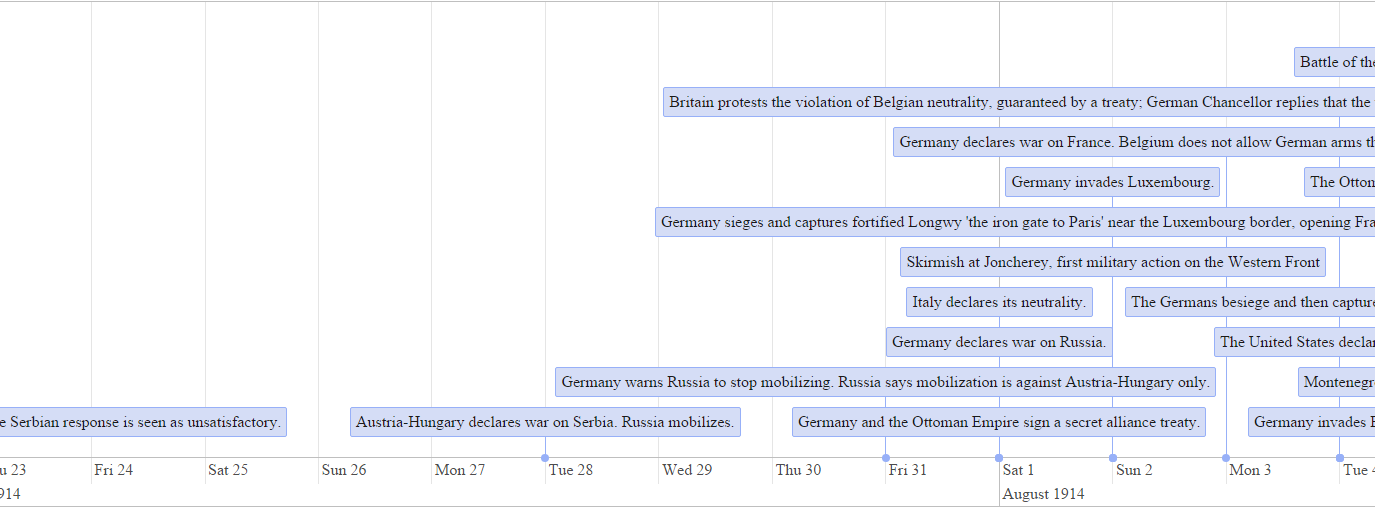 Battle of the
Britain protests the violation of Belgian neutrality, guaranteed by a treaty; German Chancellor replies that the
Germany declares war on France. Belgium does not allow German arms th
Germany invades Luxembourg. The Ottom
Germany sieges and captures fortified Longwy 'the iron gate to Paris' near the Luxembourg border, opening Fra
Skirmish at Joncherey, first military action on the Western Front
Italy declares its neutrality. The Germans besiege and then capture
Germany declares war on Russia. The United States declar
Germany warns Russia to stop mobilizing. Russia says mobilization is against Austria-Hungary only. Montenegr
e Serbian response is seen as unsatisfactory. Austria-Hungary declares war on Serbia. Russia mobilizes. Germany and the Ottoman Empire sign a secret alliance treaty. Germany invades
u 23 Fri 24 Sat 25 Sun 26 Mon 27 Tue 28 Wed 29 Thu 30 Fri 31 Sat 1 Sun 2 Mon 3 Tue 4
914 August 1914